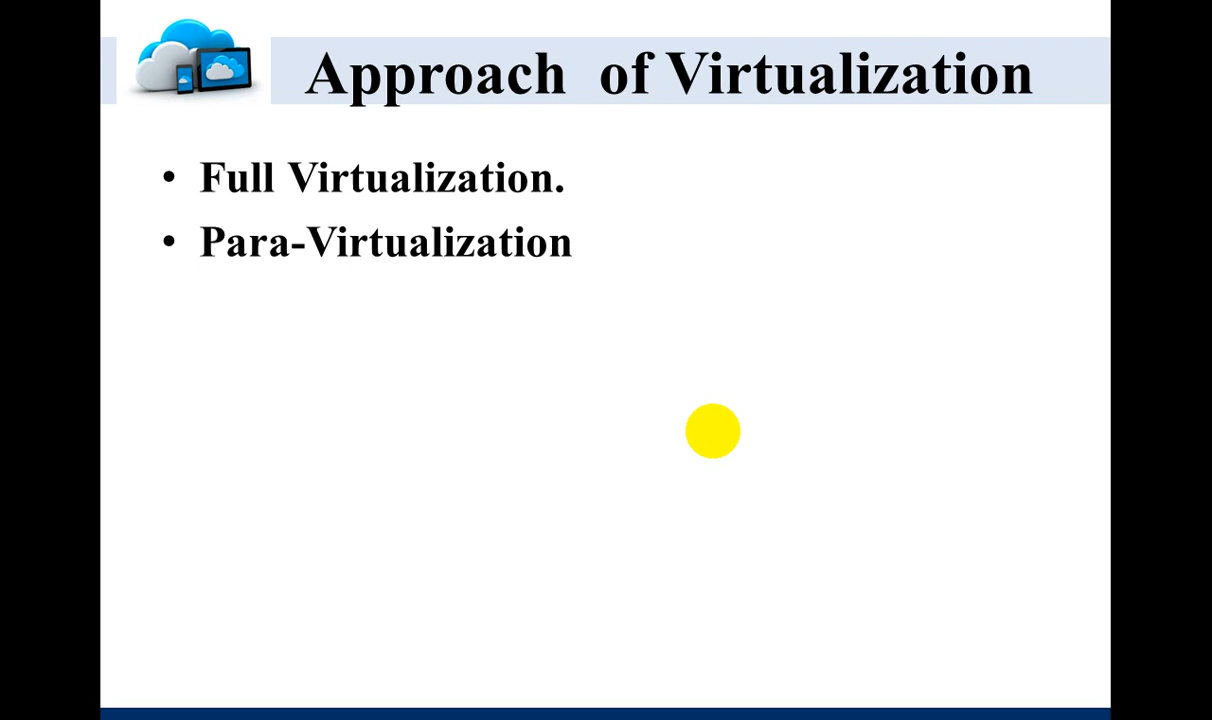 Approach of Virtualization
• Full Virtualization.
• Para-Virtualization